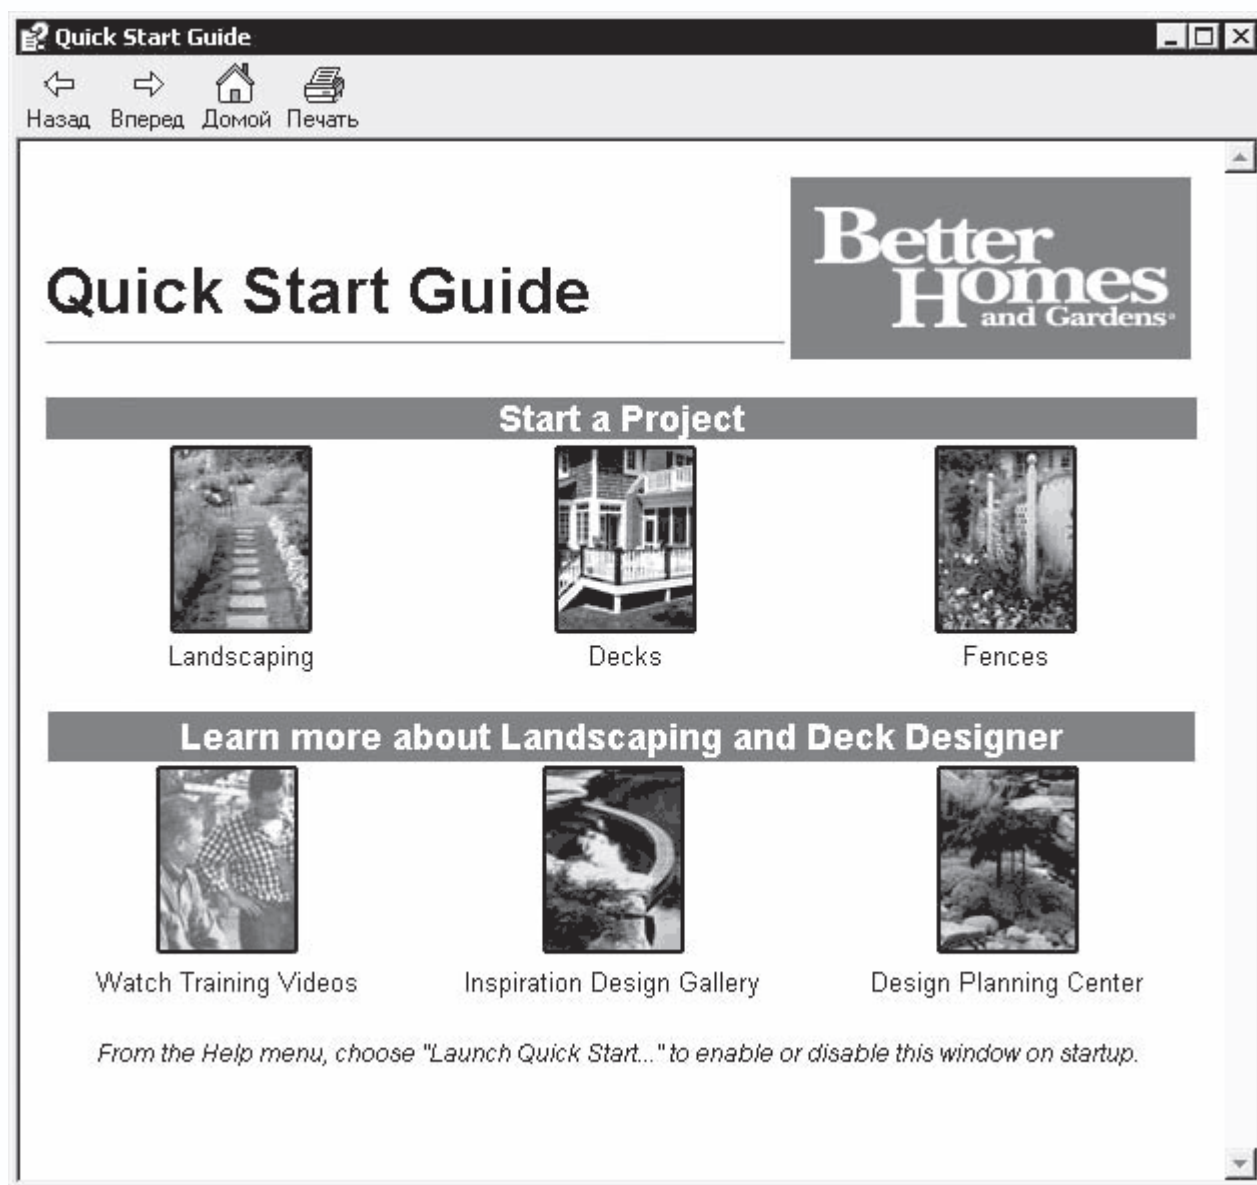 Quick Start Guide
Назад Вперед Домой Печать
Quick Start Guide
Better
Homes
and Gardens
Start a Project
Landscaping Decks Fences
Learn more about Landscaping and Deck Designer
Watch Training Videos Inspiration Design Gallery Design Planning Center
From the Help menu, choose "Launch Quick Start..." to enable or disable this window on startup.